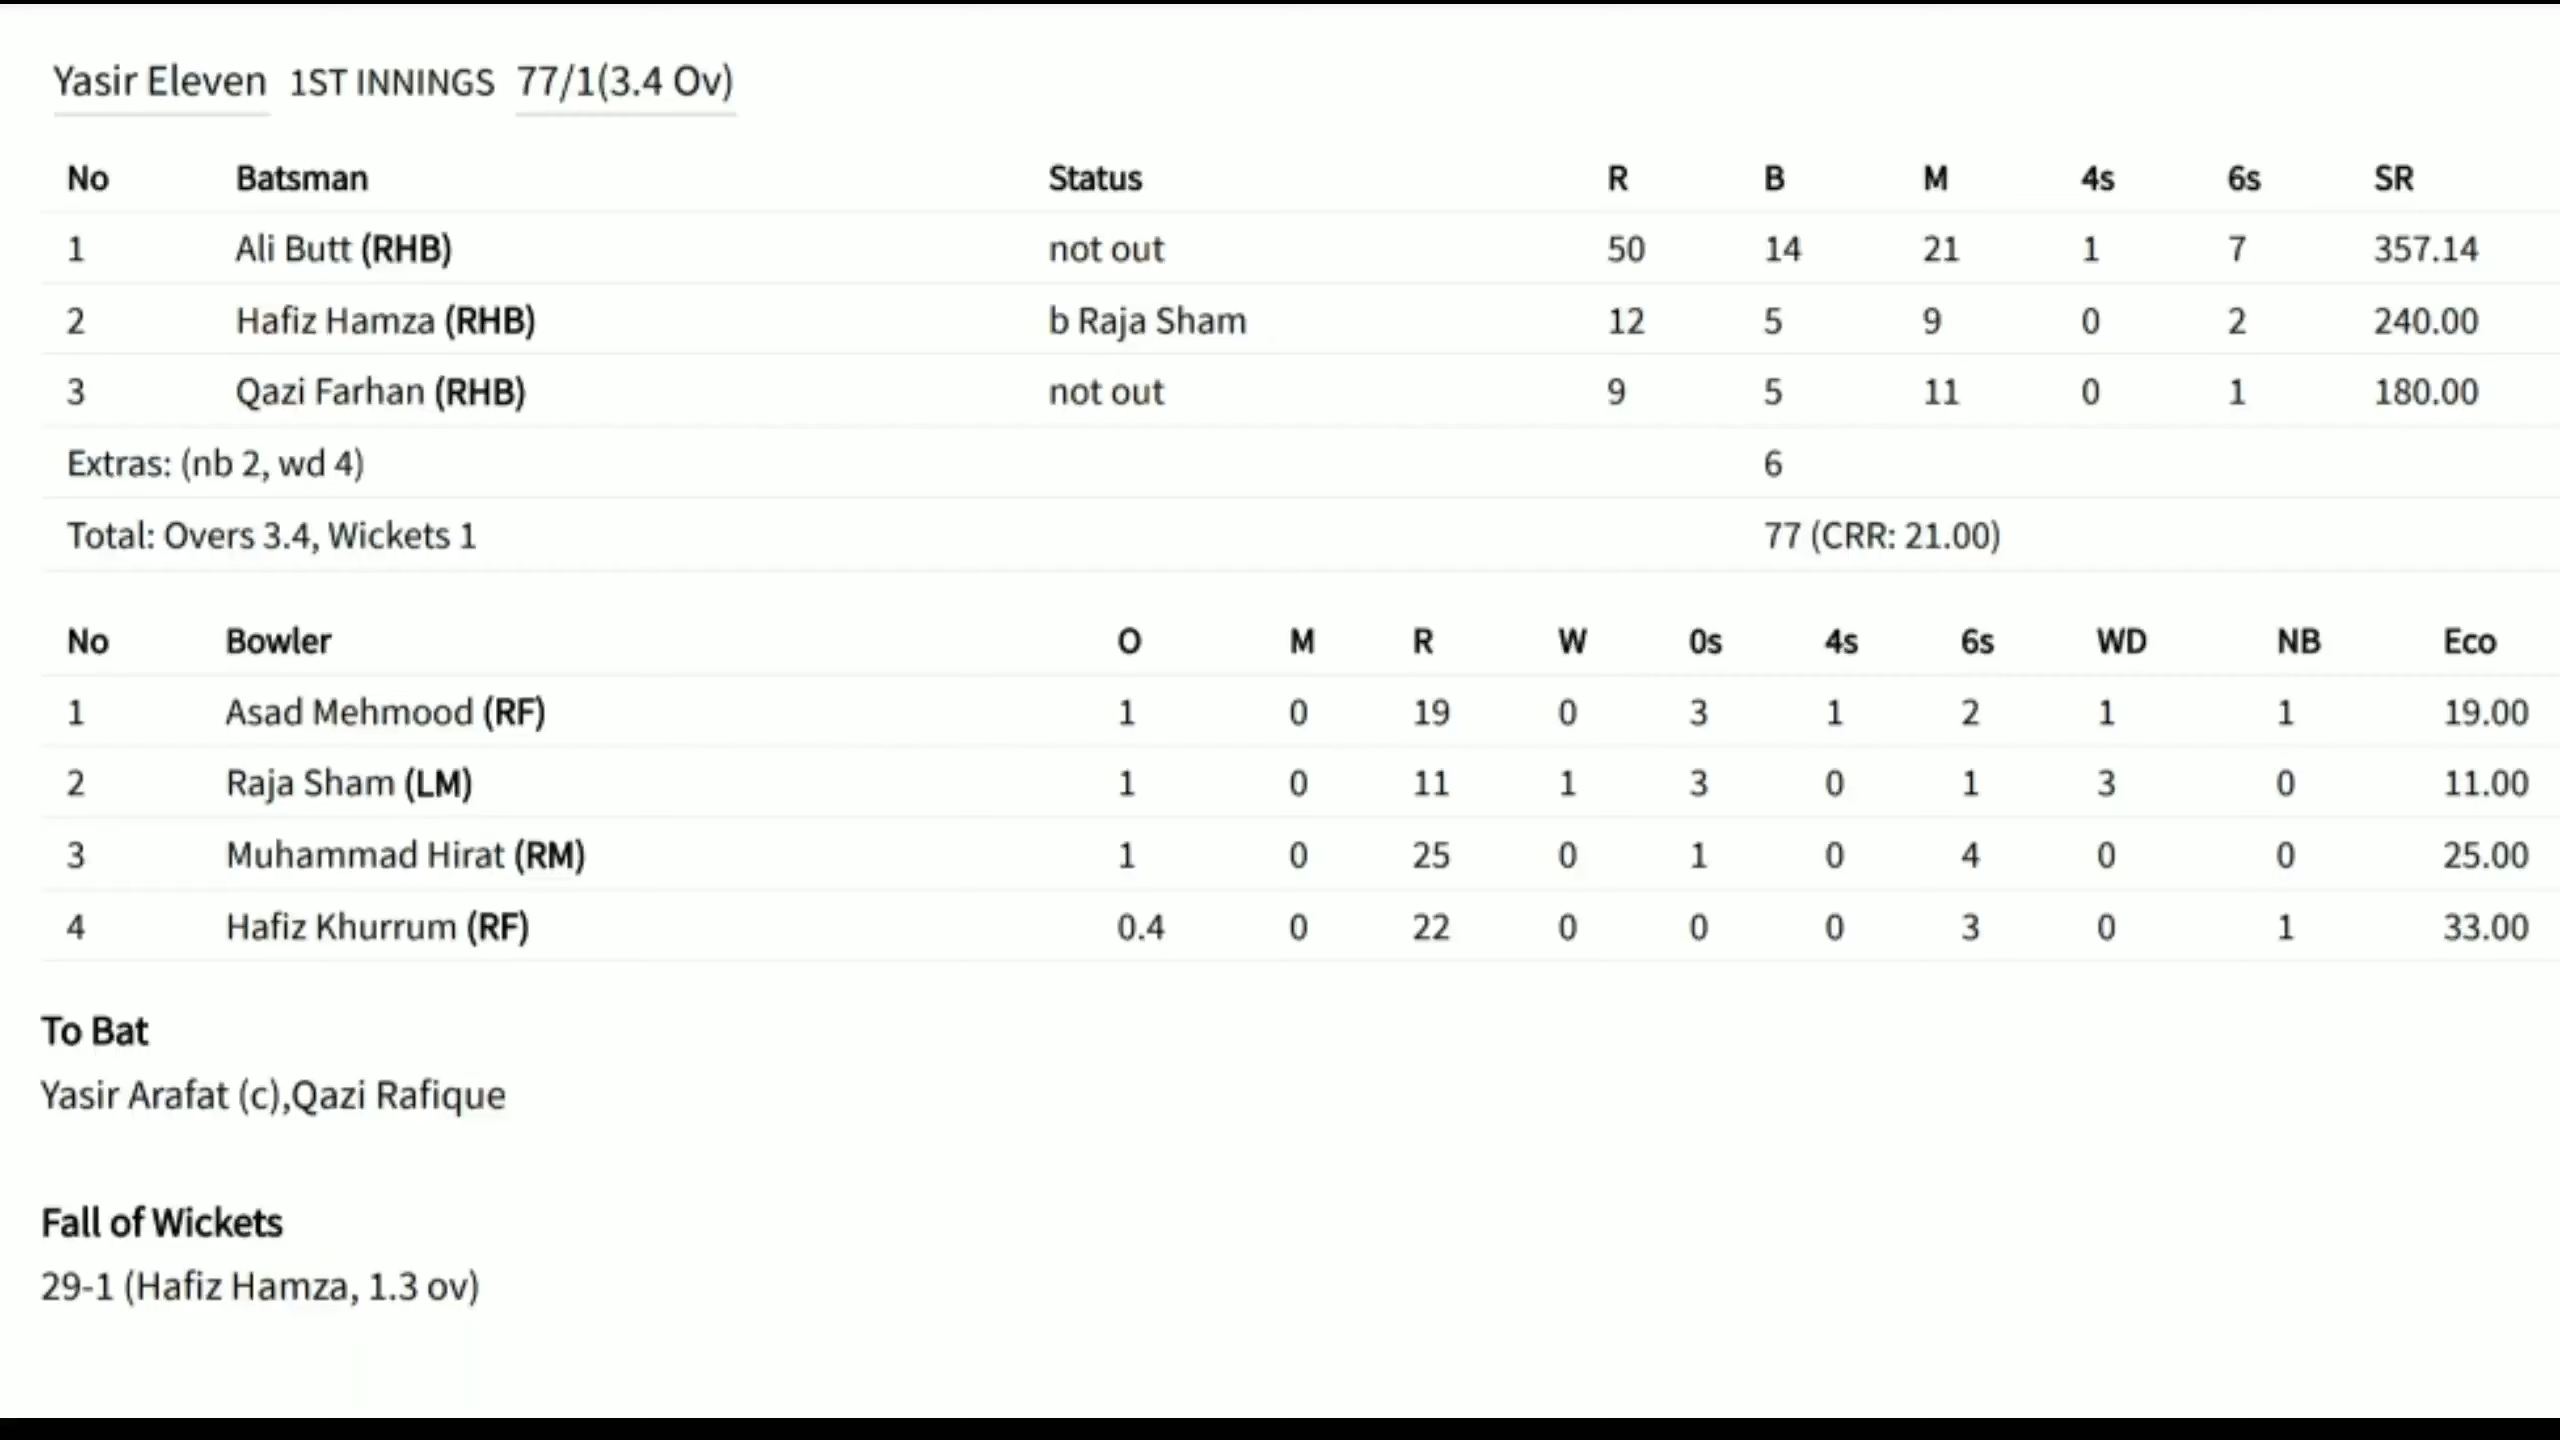 Yasir Eleven 1ST INNINGS 77/1(3.4 Ov)
No Batsman Status R B M 4s 6s SR
1 Ali Butt (RHB) not out 50 14 21 1 7 357.14
2 Hafiz Hamza (RHB) b Raja Sham 12 5 9 0 2 240.00
3 Qazi Farhan (RHB) not out 9 5 11 0 1 180.00
Extras: (nb 2, wd 4) 6
Total: Overs 3.4, Wickets 1 77 (CRR: 21.00)
No Bowler O M R W 0s 4s 6s WD NB Eco
1 Asad Mehmood (RF) 1 0 19 0 3 1 2 1 1 19.00
2 Raja Sham (LM) 1 0 11 1 3 0 1 3 0 11.00
3 Muhammad Hirat (RM) 1 0 25 0 1 0 4 0 0 25.00
4 Hafiz Khurrum (RF) 0.4 0 22 0 0 0 3 0 1 33.00
To Bat
Yasir Arafat (c),Qazi Rafique
Fall of Wickets
29-1 (Hafiz Hamza, 1.3 ov)